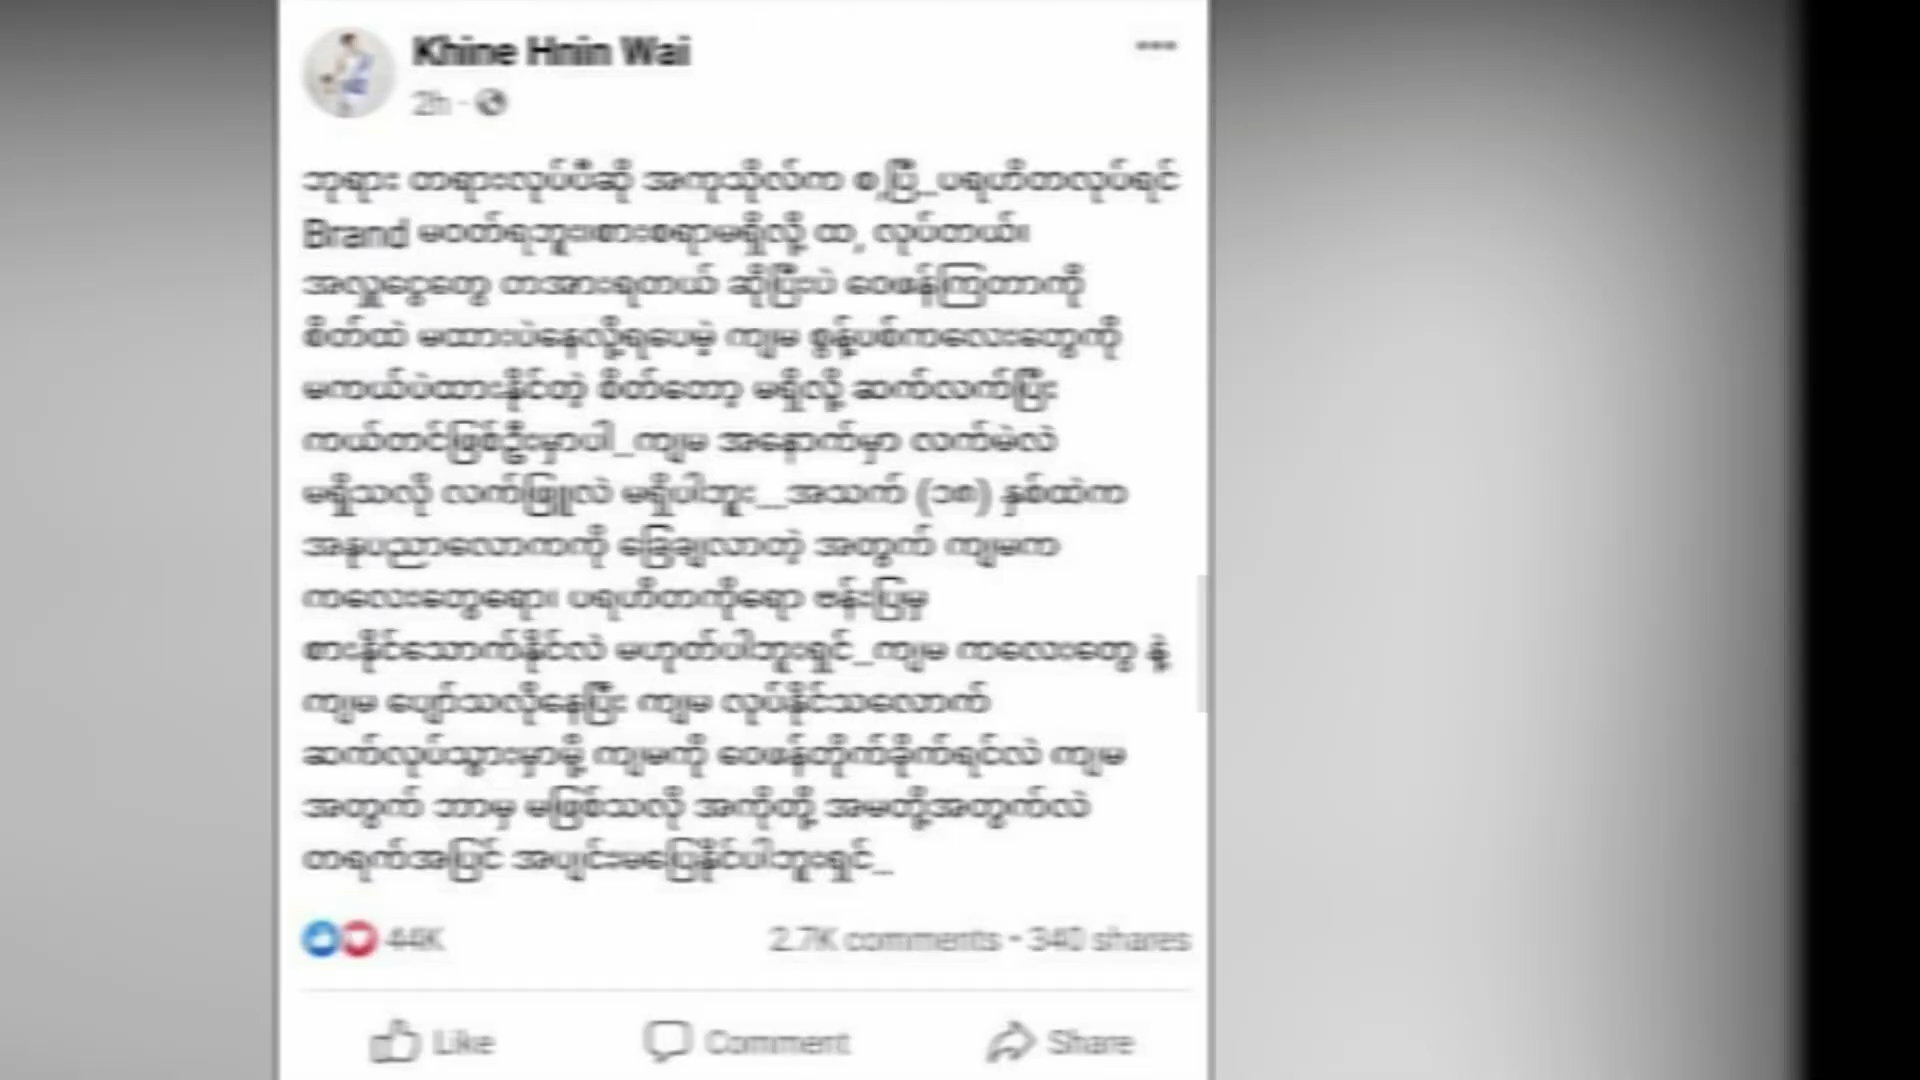 Khine Hnin Wai
2h ·
ဘုရား တရားလုပ်ပီဆို အကုသိုလ်က စ,ပြီ_ပရဟိတလုပ်ရင်
Brand မဝတ်ရဘူး၊စားစရာမရှိလို့ ထ, လုပ်တယ်၊
အလှူငွေတွေ တအားရတယ် ဆိုပြီးပဲ ဝေဖန်ကြတာကို
စိတ်ထဲ မထားပဲနေလို့ရပေမဲ့ ကျမ စွန့်ပစ်ကလေးတွေကို
မကယ်ပဲထားနိုင်တဲ့ စိတ်တော့ မရှိလို့ ဆက်လက်ပြီး
ကယ်တင်ဖြစ်ဦးမှာပါ_ကျမ အနောက်မှာ လက်မဲလဲ
မရှိသလို လက်ဖြူလဲ မရှိပါဘူး__အသက် (၁၈) နှစ်ထဲက
အနုပညာလောကကို ခြေချလာတဲ့ အတွက် ကျမက
ကလေးတွေရော၊ ပရဟိတကိုရော ဗန်းပြမှ
စားနိုင်သောက်နိုင်လဲ မဟုတ်ပါဘူးရှင်_ကျမ ကလေးတွေ နဲ့
ကျမ ပျော်သလိုနေပြီး ကျမ လုပ်နိုင်သလောက်
ဆက်လုပ်သွားမှာမို့ ကျမကို ဝေဖန်တိုက်ခိုက်ရင်လဲ ကျမ
အတွက် ဘာမှ မဖြစ်သလို အကိုတို့ အမတို့အတွက်လဲ
တရက်အပြင် အပျင်းမပြေနိုင်ပါဘူးရှင်_
44K
2.7K comments • 340 shares
Like
Comment
Share